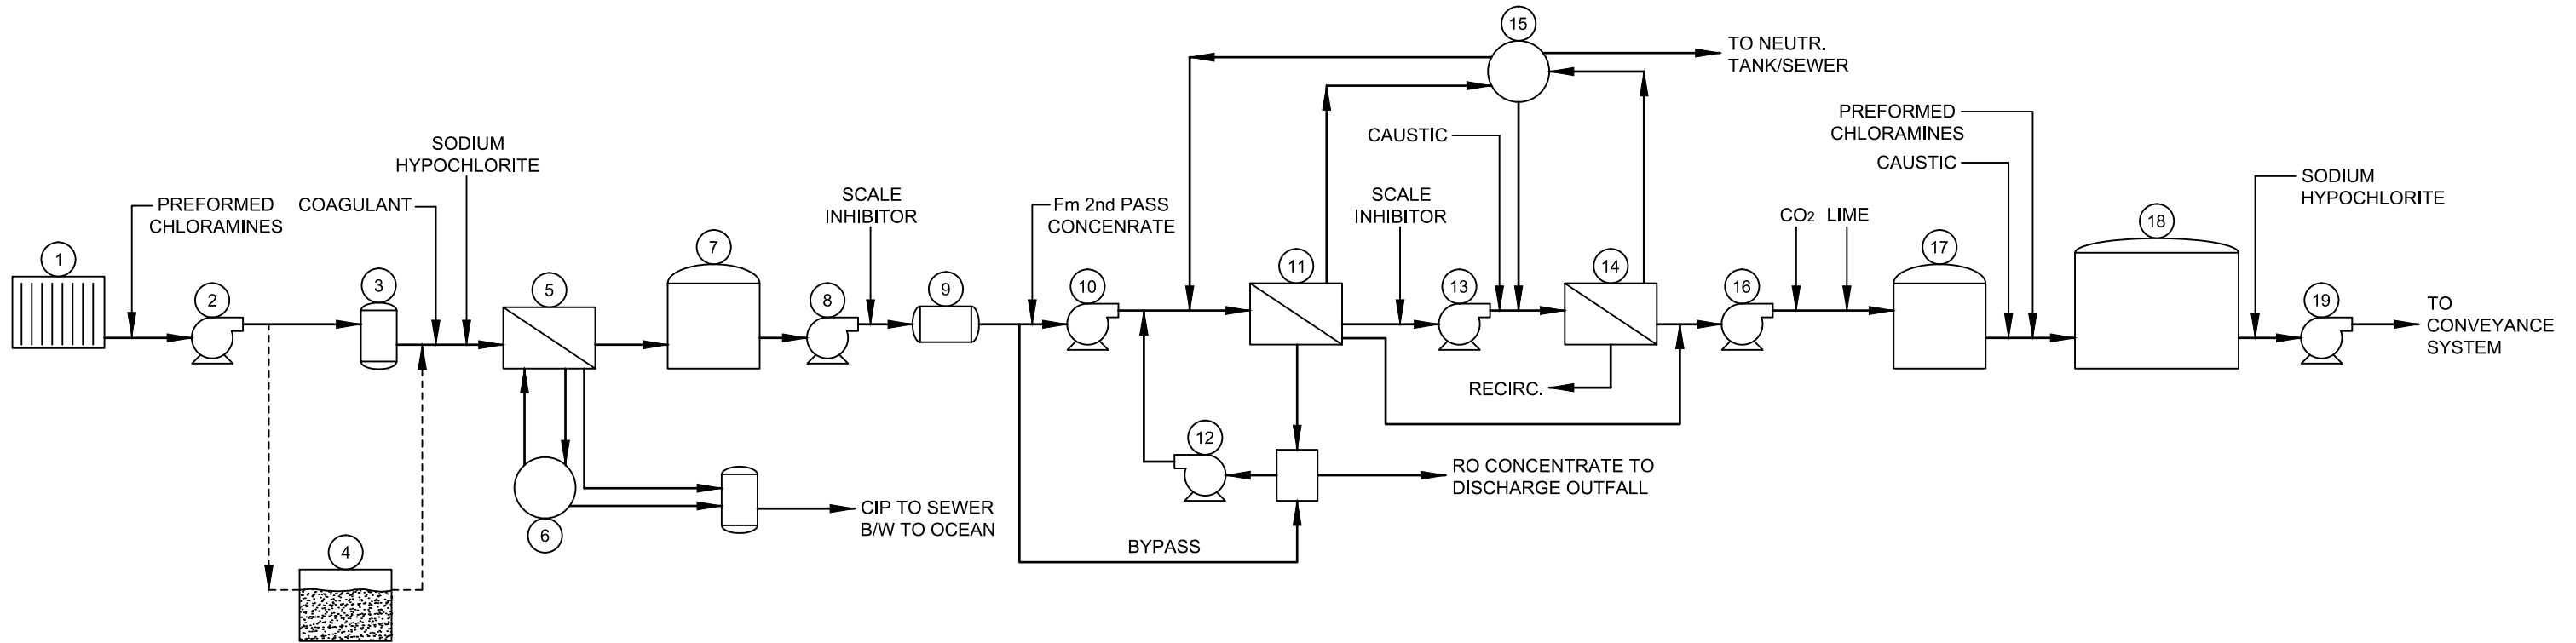 15
TO NEUTR.
TANK/SEWER
PREFORMED
CHLORAMINES
CAUSTIC
SODIUM
HYPOCHLORITE
CAUSTIC
PREFORMED
CHLORAMINES
COAGULANT
SCALE
INHIBITOR
Fm 2nd PASS
CONCENRATE
SCALE
INHIBITOR
CO2 LIME
SODIUM
HYPOCHLORITE
1
2
3
5
7
8
9
10
11
13
14
16
17
18
19
TO
CONVEYANCE
SYSTEM
RECIRC.
12
RO CONCENTRATE TO
DISCHARGE OUTFALL
CIP TO SEWER
B/W TO OCEAN
6
4
BYPASS